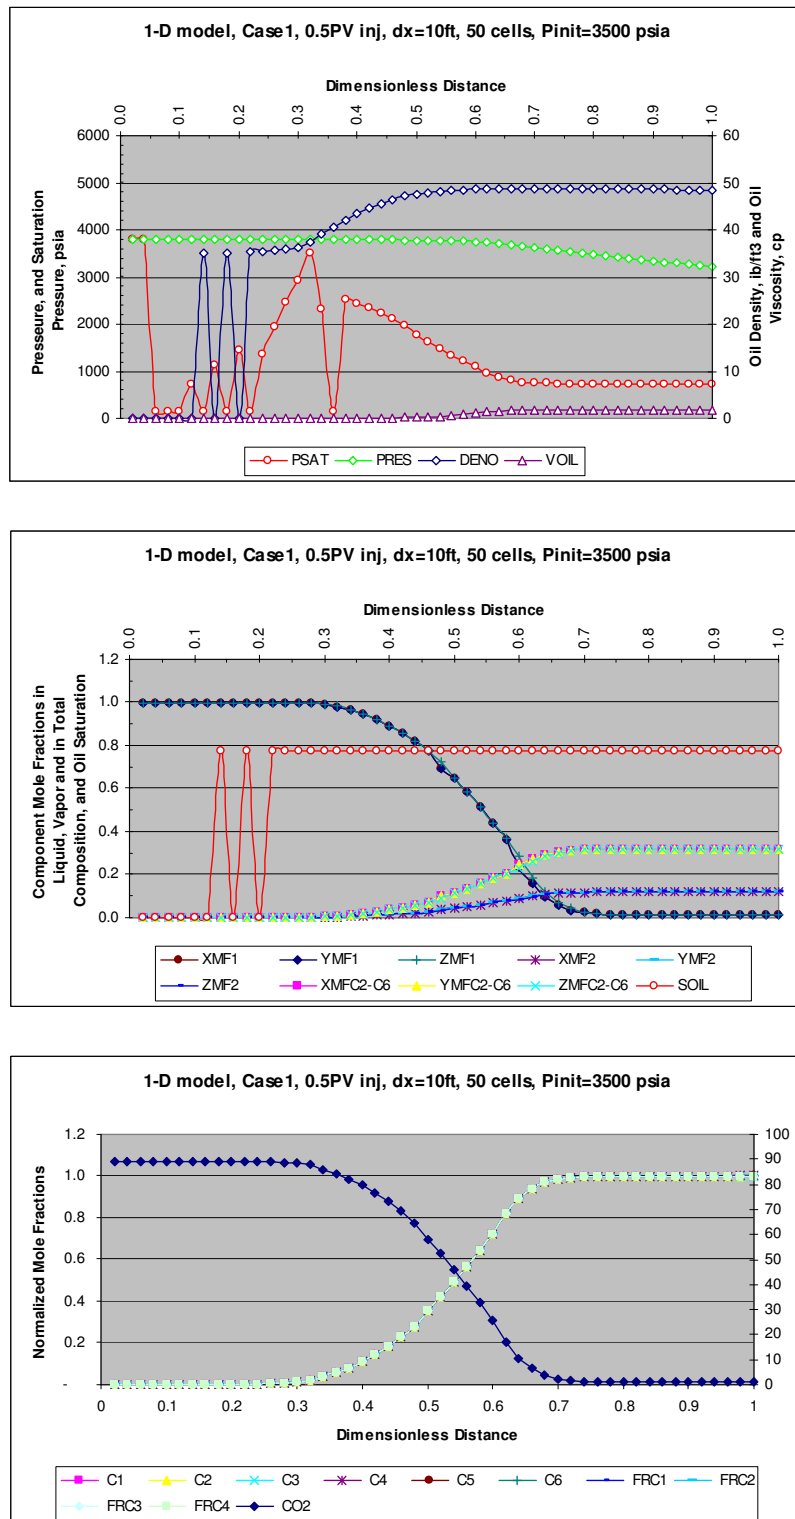 1-D model, Case1, 0.5PV inj, dx=10ft, 50 cells, Pinit=3500 psia
Dimensionless Distance
0.0 0.1 0.2 0.3 0.4 0.5 0.6 0.7 0.8 0.9 1.0
6000 60
5000 50
4000 40
3000 30
2000 20
1000 10
0 0
Preseure, and Saturation
Pressure, psia
Oil Density, ib/ft3 and Oil
Viscosity, cp
PSAT PRES DENO VOIL
1-D model, Case1, 0.5PV inj, dx=10ft, 50 cells, Pinit=3500 psia
Dimensionless Distance
0.0 0.1 0.2 0.3 0.4 0.5 0.6 0.7 0.8 0.9 1.0
1.2
1.0
0.8
0.6
0.4
0.2
0.0
Component Mole Fractions in
Liquid, Vapor and in Total
Composition, and Oil Saturation
XMF1 YMF1 ZMF1 XMF2 YMF2
ZMF2 XMFC2-C6 YMFC2-C6 ZMFC2-C6 SOIL
1-D model, Case1, 0.5PV inj, dx=10ft, 50 cells, Pinit=3500 psia
1.2 100
90
1.0
80
0.8 70
60
0.6 50
40
0.4
30
0.2 20
10
- 0
Normalized Mole Fractions
0 0.1 0.2 0.3 0.4 0.5 0.6 0.7 0.8 0.9 1
Dimensionless Distance
C1 C2 C3 C4 C5 C6 FRC1 FRC2
FRC3 FRC4 CO2